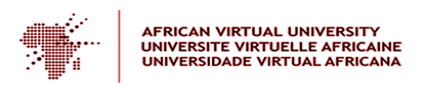 AFRICAN VIRTUAL UNIVERSITY
UNIVERSITE VIRTUELLE AFRICAINE
UNIVERSIDADE VIRTUAL AFRICANA